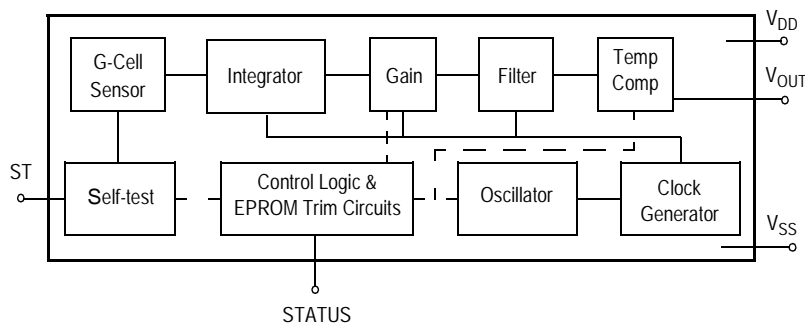 V_DD
G-Cell
Sensor
Integrator
Gain
Filter
Temp
Comp
V_OUT
ST
Self-test
Control Logic &
EPROM Trim Circuits
Oscillator
Clock
Generator
V_SS
STATUS